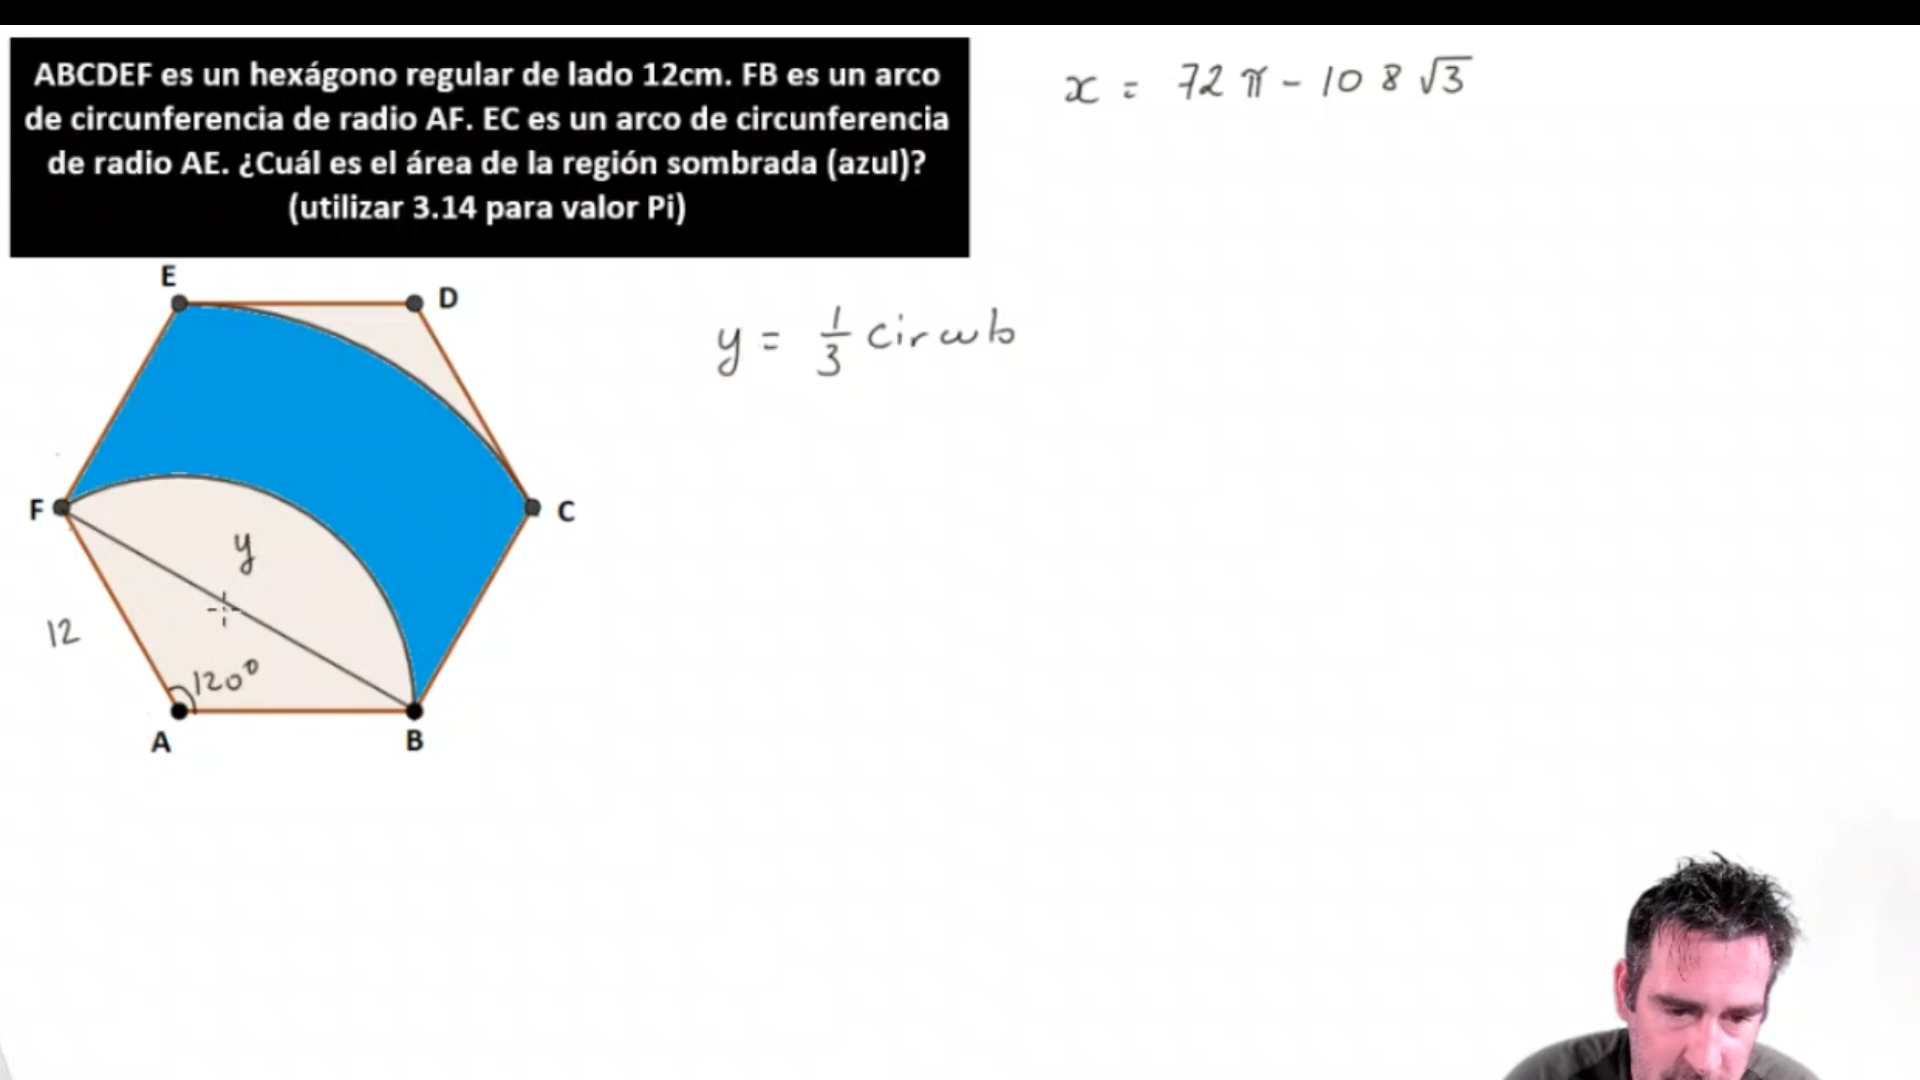 ABCDEF es un hexágono regular de lado 12cm. FB es un arco
de circunferencia de radio AF. EC es un arco de circunferencia
de radio AE. ¿Cuál es el área de la región sombrada (azul)?
(utilizar 3.14 para valor Pi)
x = 72 π - 108 √3
E
D
y = 1/3 circulo
F
C
y
12
120°
A
B